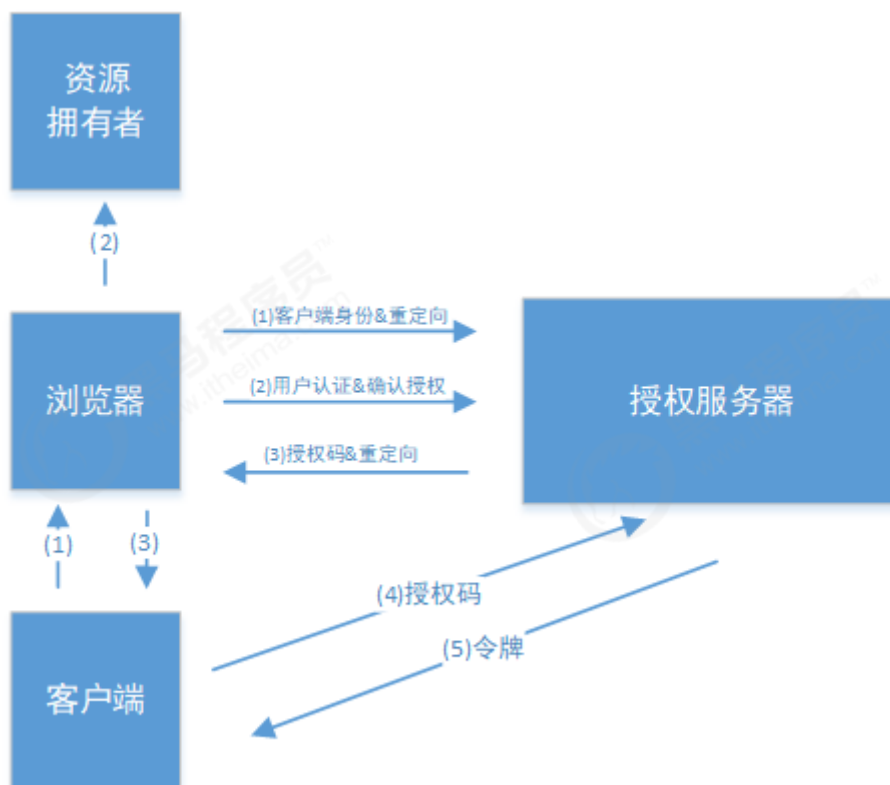 资源
拥有者
(2)
浏览器
(1)客户端身份&重定向
(2)用户认证&确认授权
(3)授权码&重定向
授权服务器
(1)
(3)
(4)授权码
(5)令牌
客户端